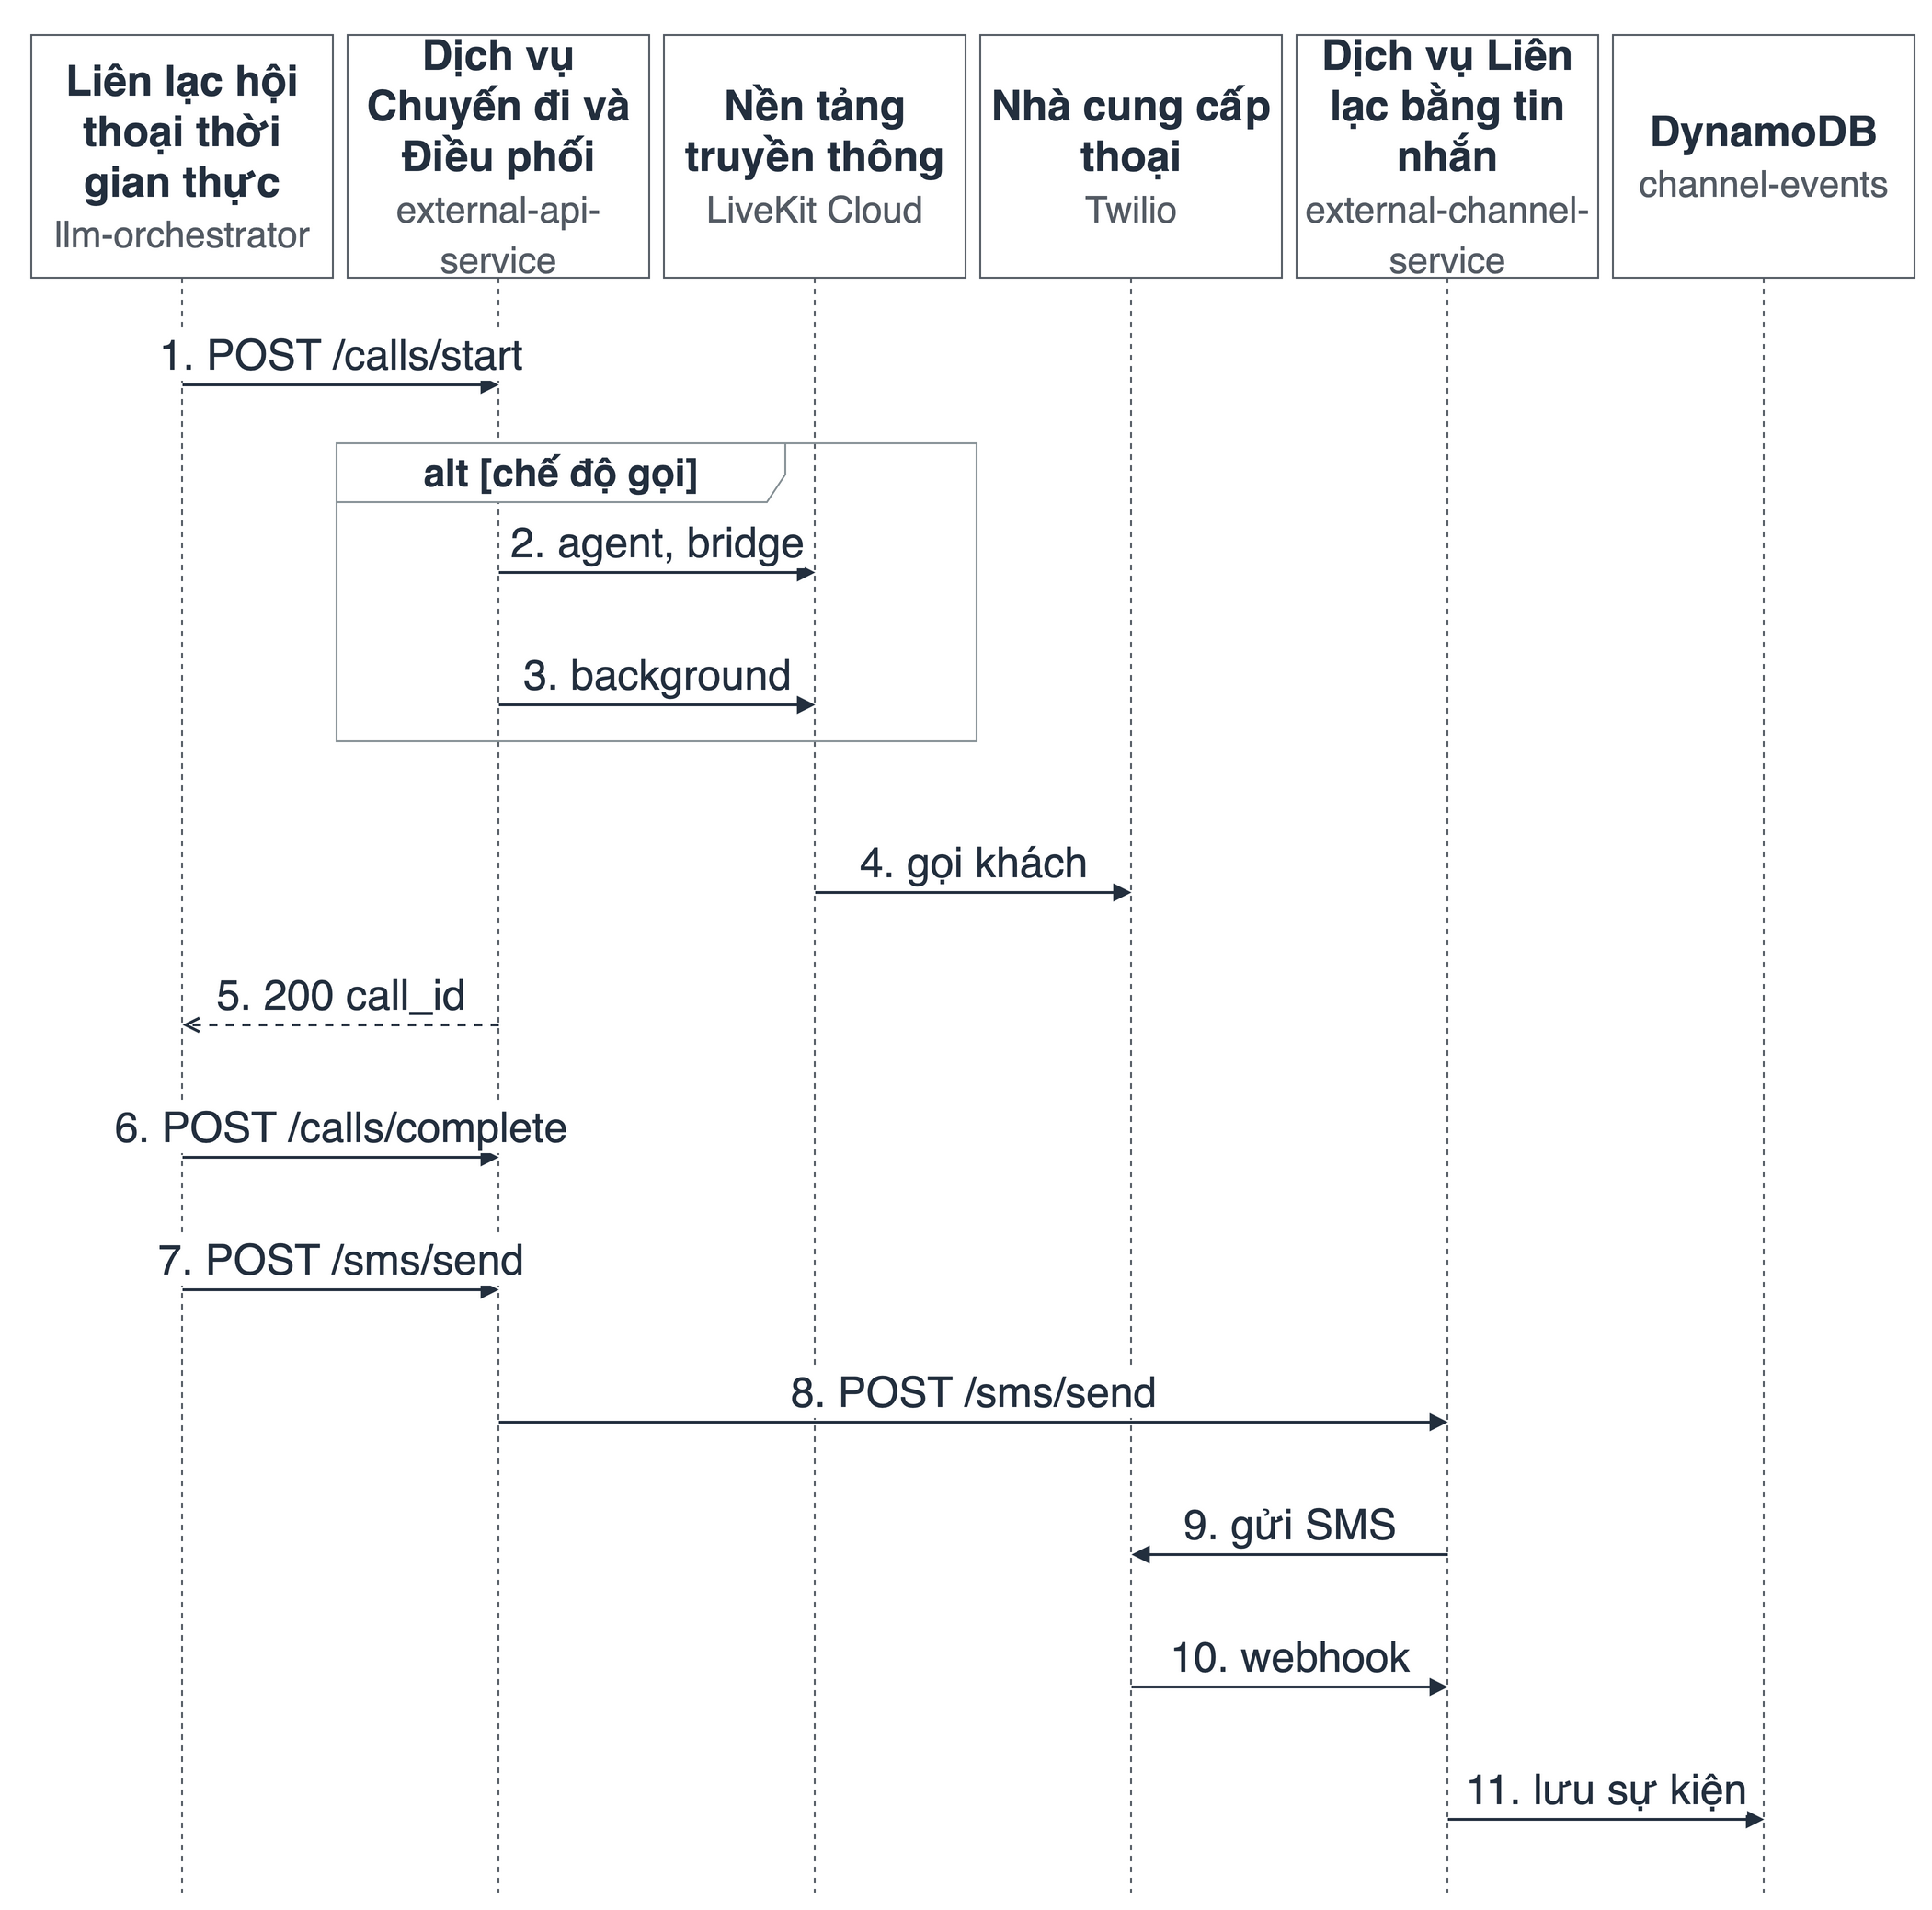 Liên lạc hội
thoại thời
gian thực
llm-orchestrator
Dịch vụ
Chuyến đi và
Điều phối
external-api-
service
Nền tảng
truyền thông
LiveKit Cloud
Nhà cung cấp
thoại
Twilio
Dịch vụ Liên
lạc bằng tin
nhắn
external-channel-
service
DynamoDB
channel-events
1. POST /calls/start
alt [chế độ gọi]
2. agent, bridge
3. background
4. gọi khách
5. 200 call_id
6. POST /calls/complete
7. POST /sms/send
8. POST /sms/send
9. gửi SMS
10. webhook
11. lưu sự kiện